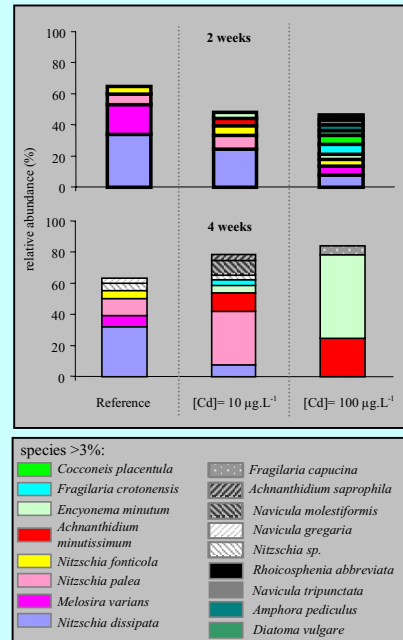 100
80
60
40
20
0
2 weeks
relative abundance (%)
100
80
60
40
20
0
4 weeks
Reference
[Cd]= 10 µg.L-1
[Cd]= 100 µg.L-1
species >3%:
Cocconeis placentula
Fragilaria crotonensis
Encyonema minutum
Achnanthidium
minutissimum
Nitzschia fonticola
Nitzschia palea
Melosira varians
Nitzschia dissipata
Fragilaria capucina
Achnanthidium saprophila
Navicula molestiformis
Navicula gregaria
Nitzschia sp.
Rhoicosphenia abbreviata
Navicula tripunctata
Amphora pediculus
Diatoma vulgare